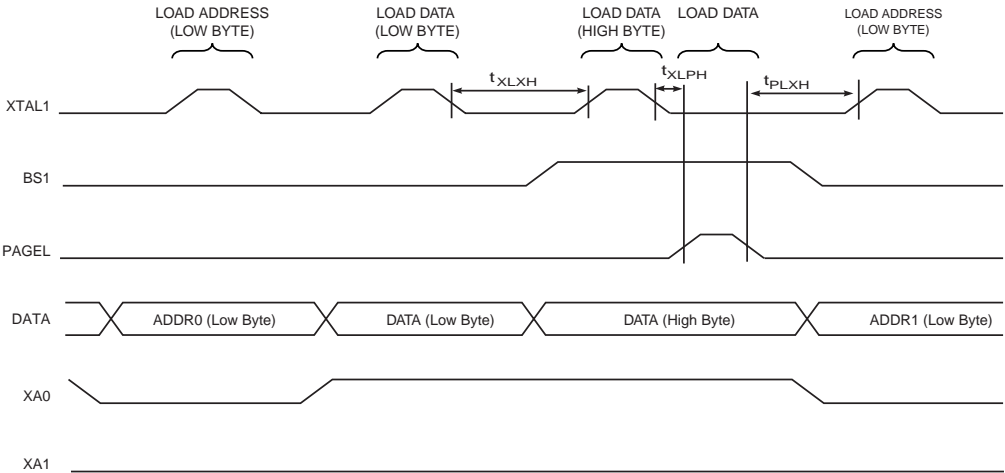 LOAD ADDRESS
(LOW BYTE)
LOAD DATA
(LOW BYTE)
LOAD DATA
(HIGH BYTE)
LOAD DATA
LOAD ADDRESS
(LOW BYTE)
tXLXH
tXLPH
tPLXH
XTAL1
BS1
PAGEL
DATA
ADDR0 (Low Byte)
DATA (Low Byte)
DATA (High Byte)
ADDR1 (Low Byte)
XA0
XA1